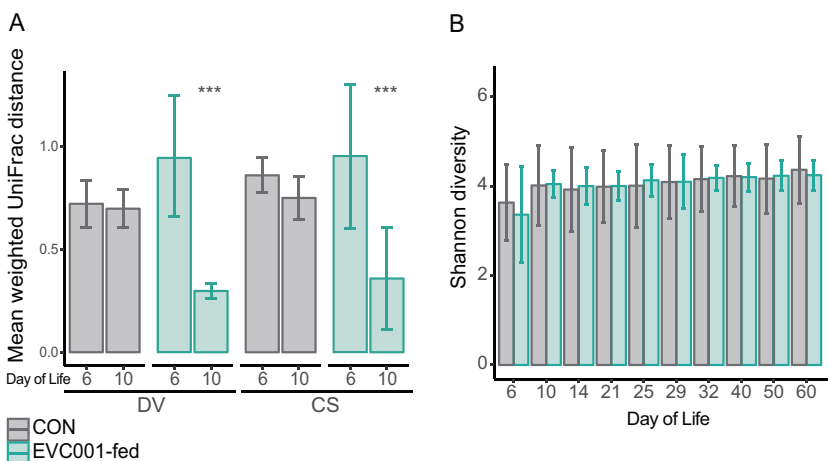 A
Mean weighted UniFrac distance
1.0
0.5
0.0
*** ***
6 10 6 10 6 10 6 10
Day of Life
DV CS
CON
EVC001-fed
B
Shannon diversity
6
4
2
0
6 10 14 21 25 29 32 40 50 60
Day of Life